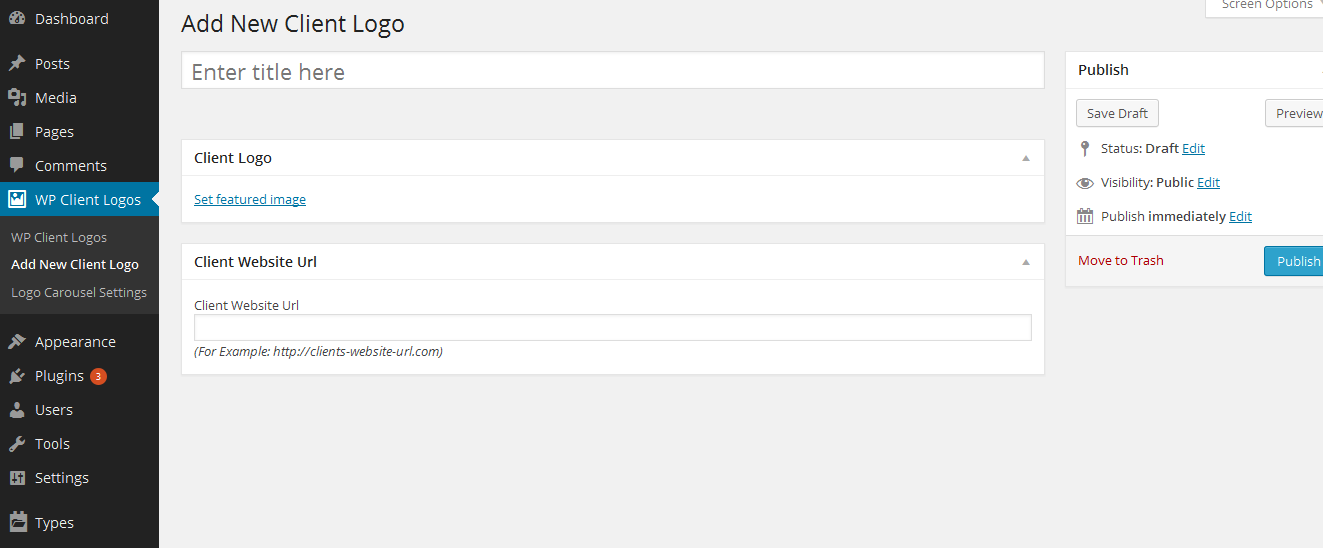 Dashboard
Posts
Media
Pages
Comments
WP Client Logos
WP Client Logos
Add New Client Logo
Logo Carousel Settings
Appearance
Plugins 3
Users
Tools
Settings
Types
Screen Options
Add New Client Logo
Enter title here
Client Logo
Set featured image
Client Website Url
Client Website Url
(For Example: http://clients-website-url.com)
Publish
Save Draft
Preview
Status: Draft Edit
Visibility: Public Edit
Publish immediately Edit
Move to Trash
Publish